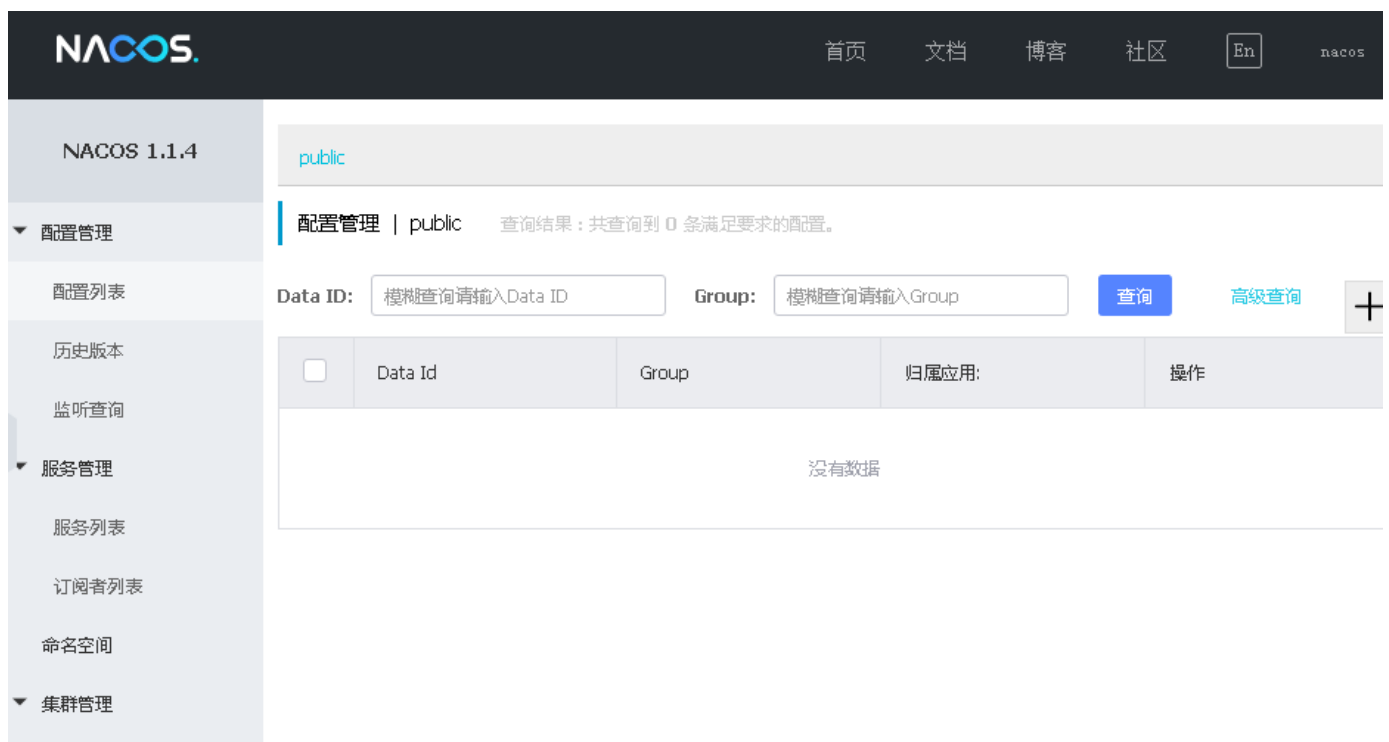 NACOS.
首页 文档 博客 社区 En nacos
NACOS 1.1.4
配置管理
配置列表
历史版本
监听查询
服务管理
服务列表
订阅者列表
命名空间
集群管理
public
配置管理 | public 查询结果:共查询到 0 条满足要求的配置。
Data ID: 模糊查询请输入Data ID Group: 模糊查询请输入Group 查询 高级查询
Data Id Group 归属应用: 操作
没有数据